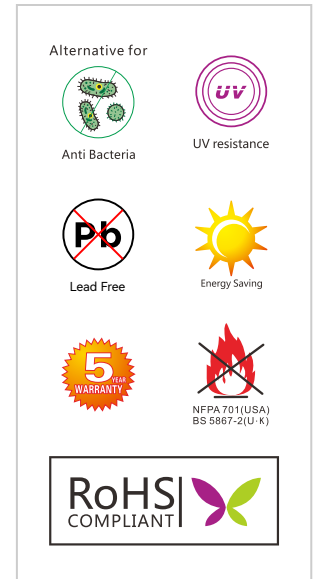 Alternative for
Anti Bacteria
UV
UV resistance
Pb
Lead Free
Energy Saving
5
YEAR
WARRANTY
NFPA 701(USA)
BS 5867-2(U·K)
RoHS
COMPLIANT